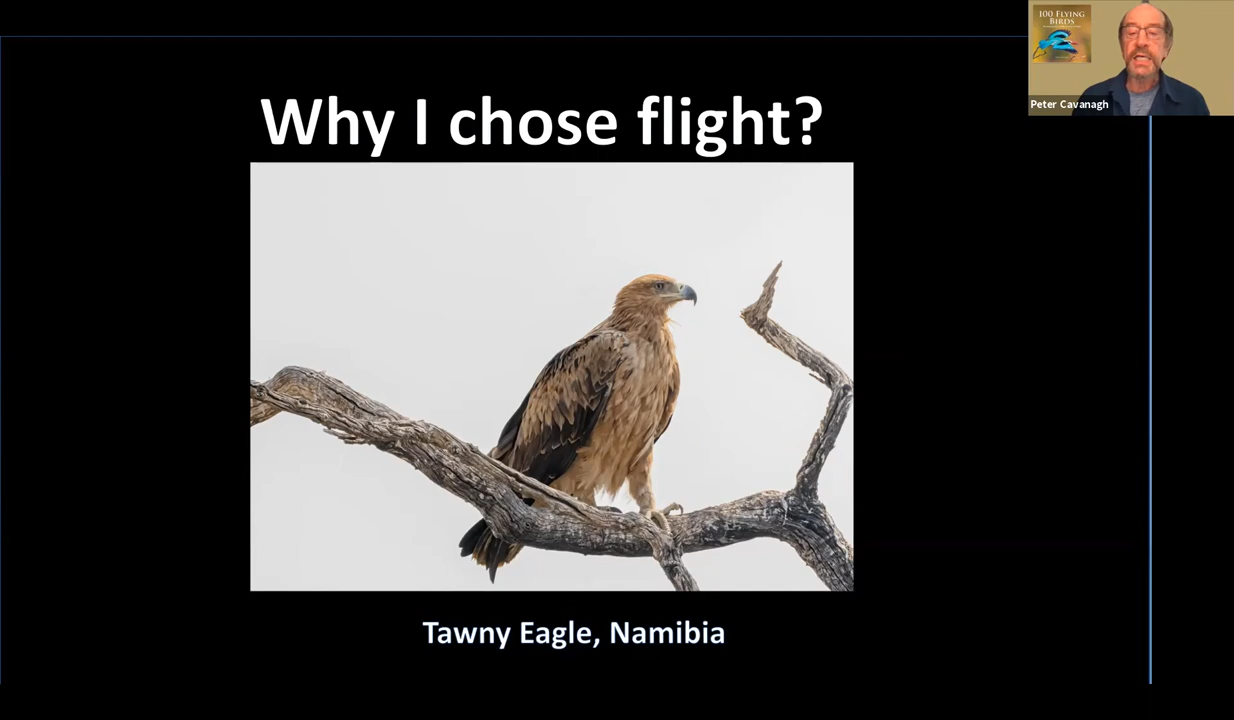 Why I chose flight?
100 FLYING
BIRDS
Peter Cavanagh
Tawny Eagle, Namibia